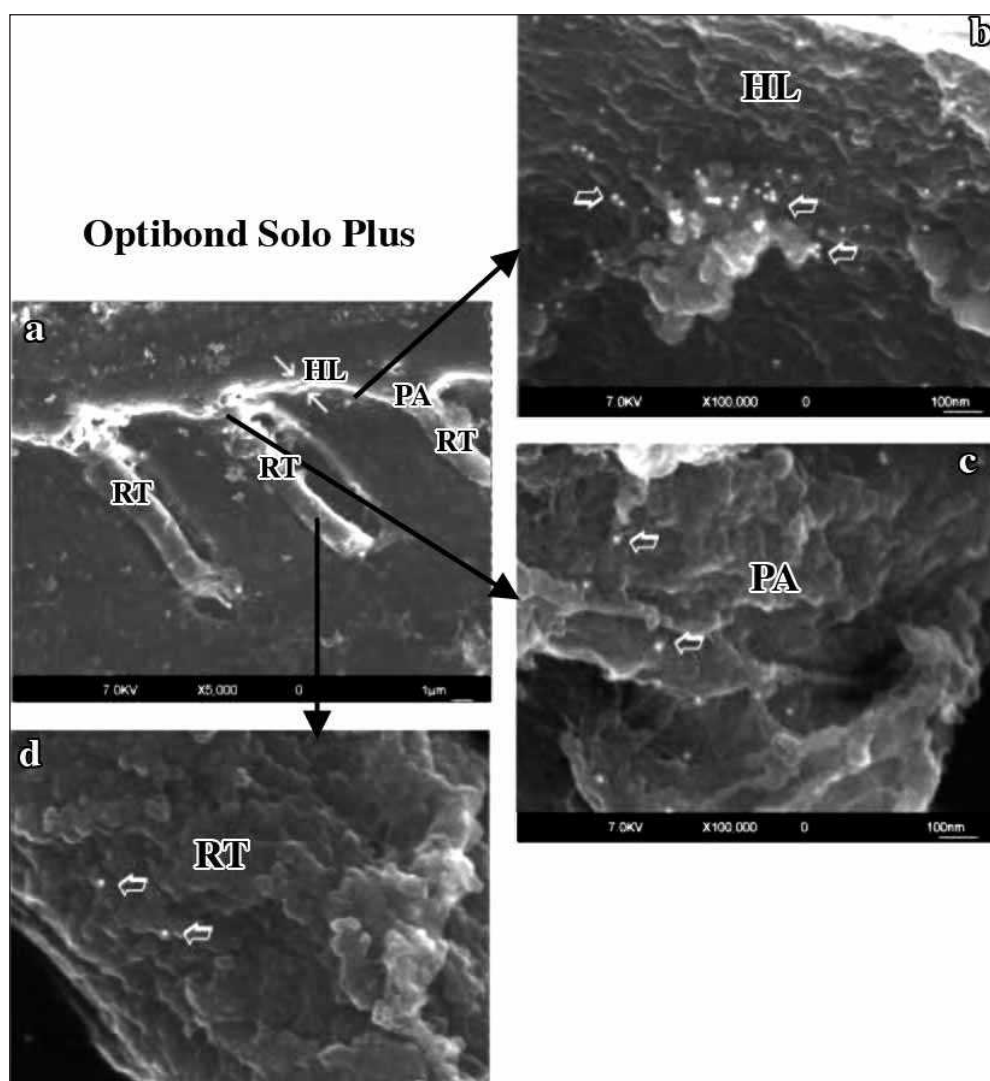 b
HL
7.0KV X100,000 0 100nm
Optibond Solo Plus
a
HL
PA
RT
RT
RT
7.0KV X5,000 0 1μm
c
PA
7.0KV X100,000 0 100nm
d
RT